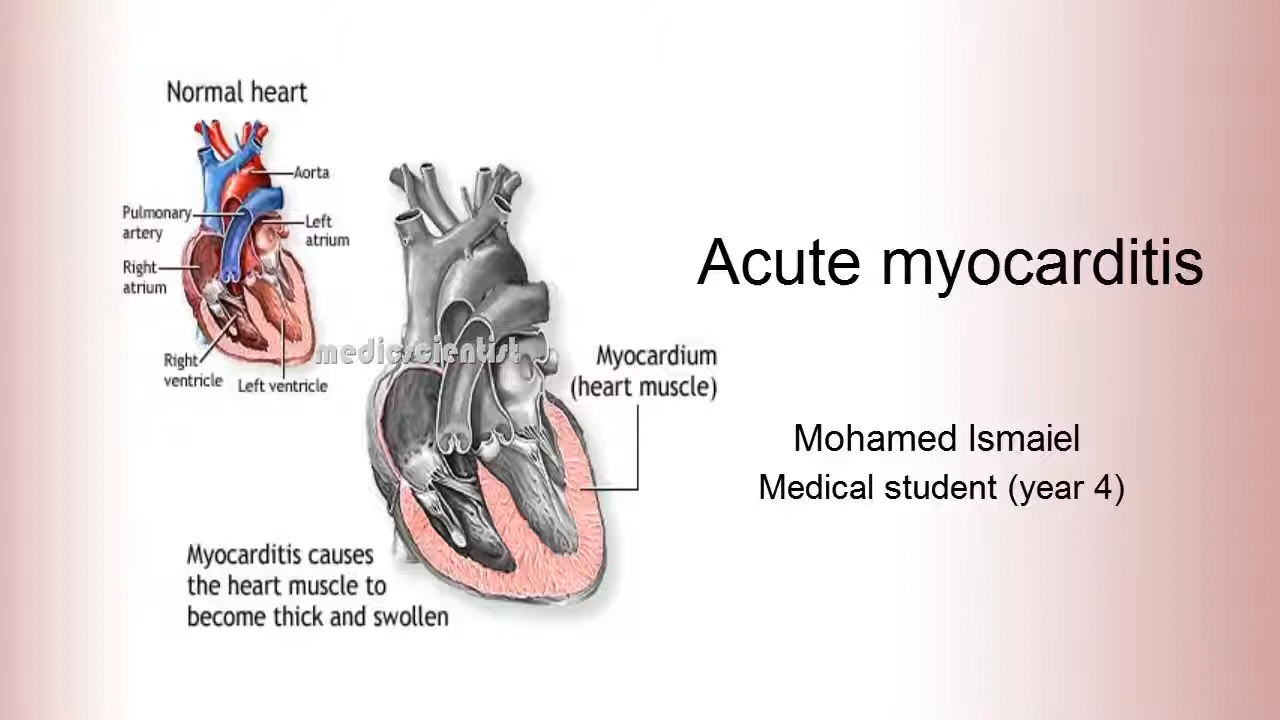 Normal heart
Aorta
Pulmonary
artery
Left
atrium
Right
atrium
Right
ventricle
Left ventricle
medicscientist
Myocardium
(heart muscle)
Myocarditis causes
the heart muscle to
become thick and swollen
Acute myocarditis
Mohamed Ismaiel
Medical student (year 4)